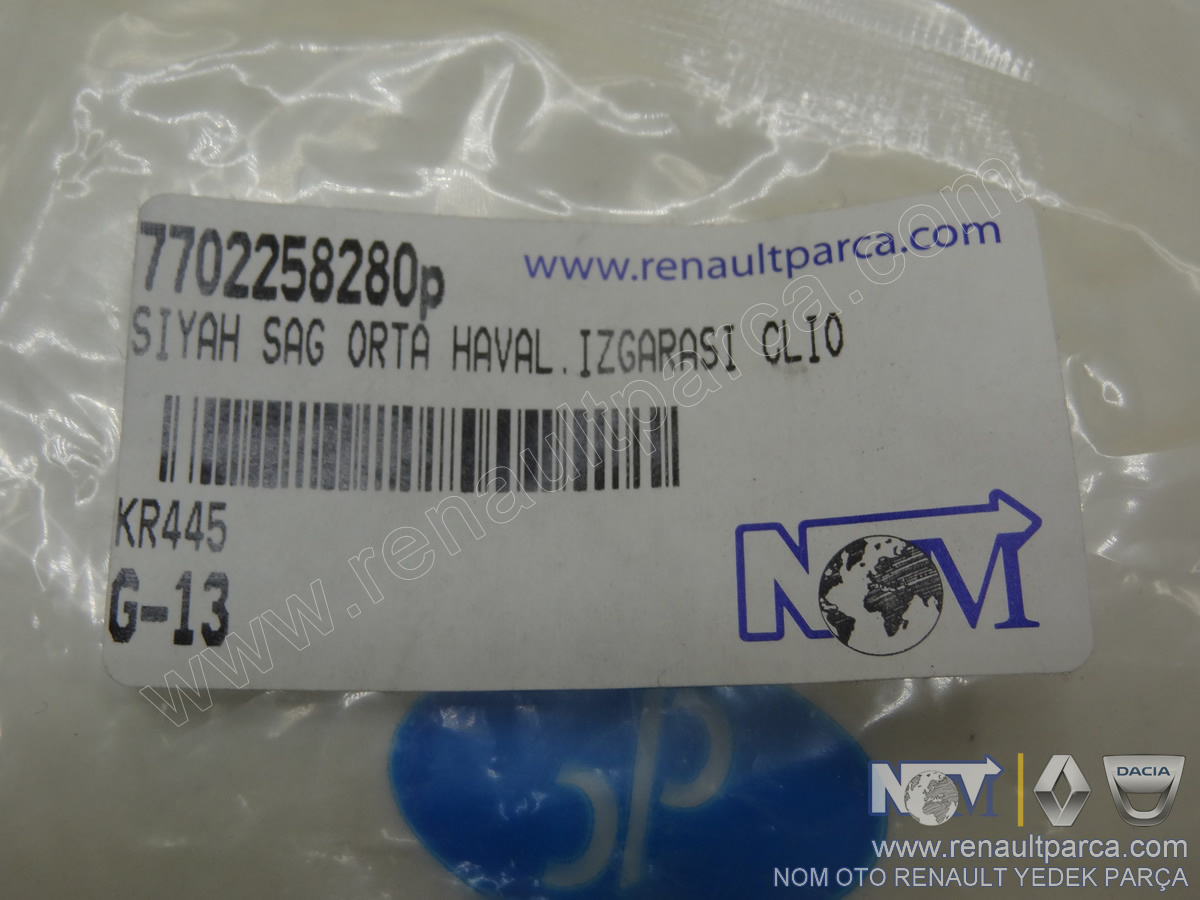 7702258280p
www.renaultparca.com
SIYAH SAG ORTA HAVAL.IZGARASI CLIO
KR445
G-13
NOM
www.renaultparca.com
NOM
DACIA
www.renaultparca.com
NOM OTO RENAULT YEDEK PARÇA